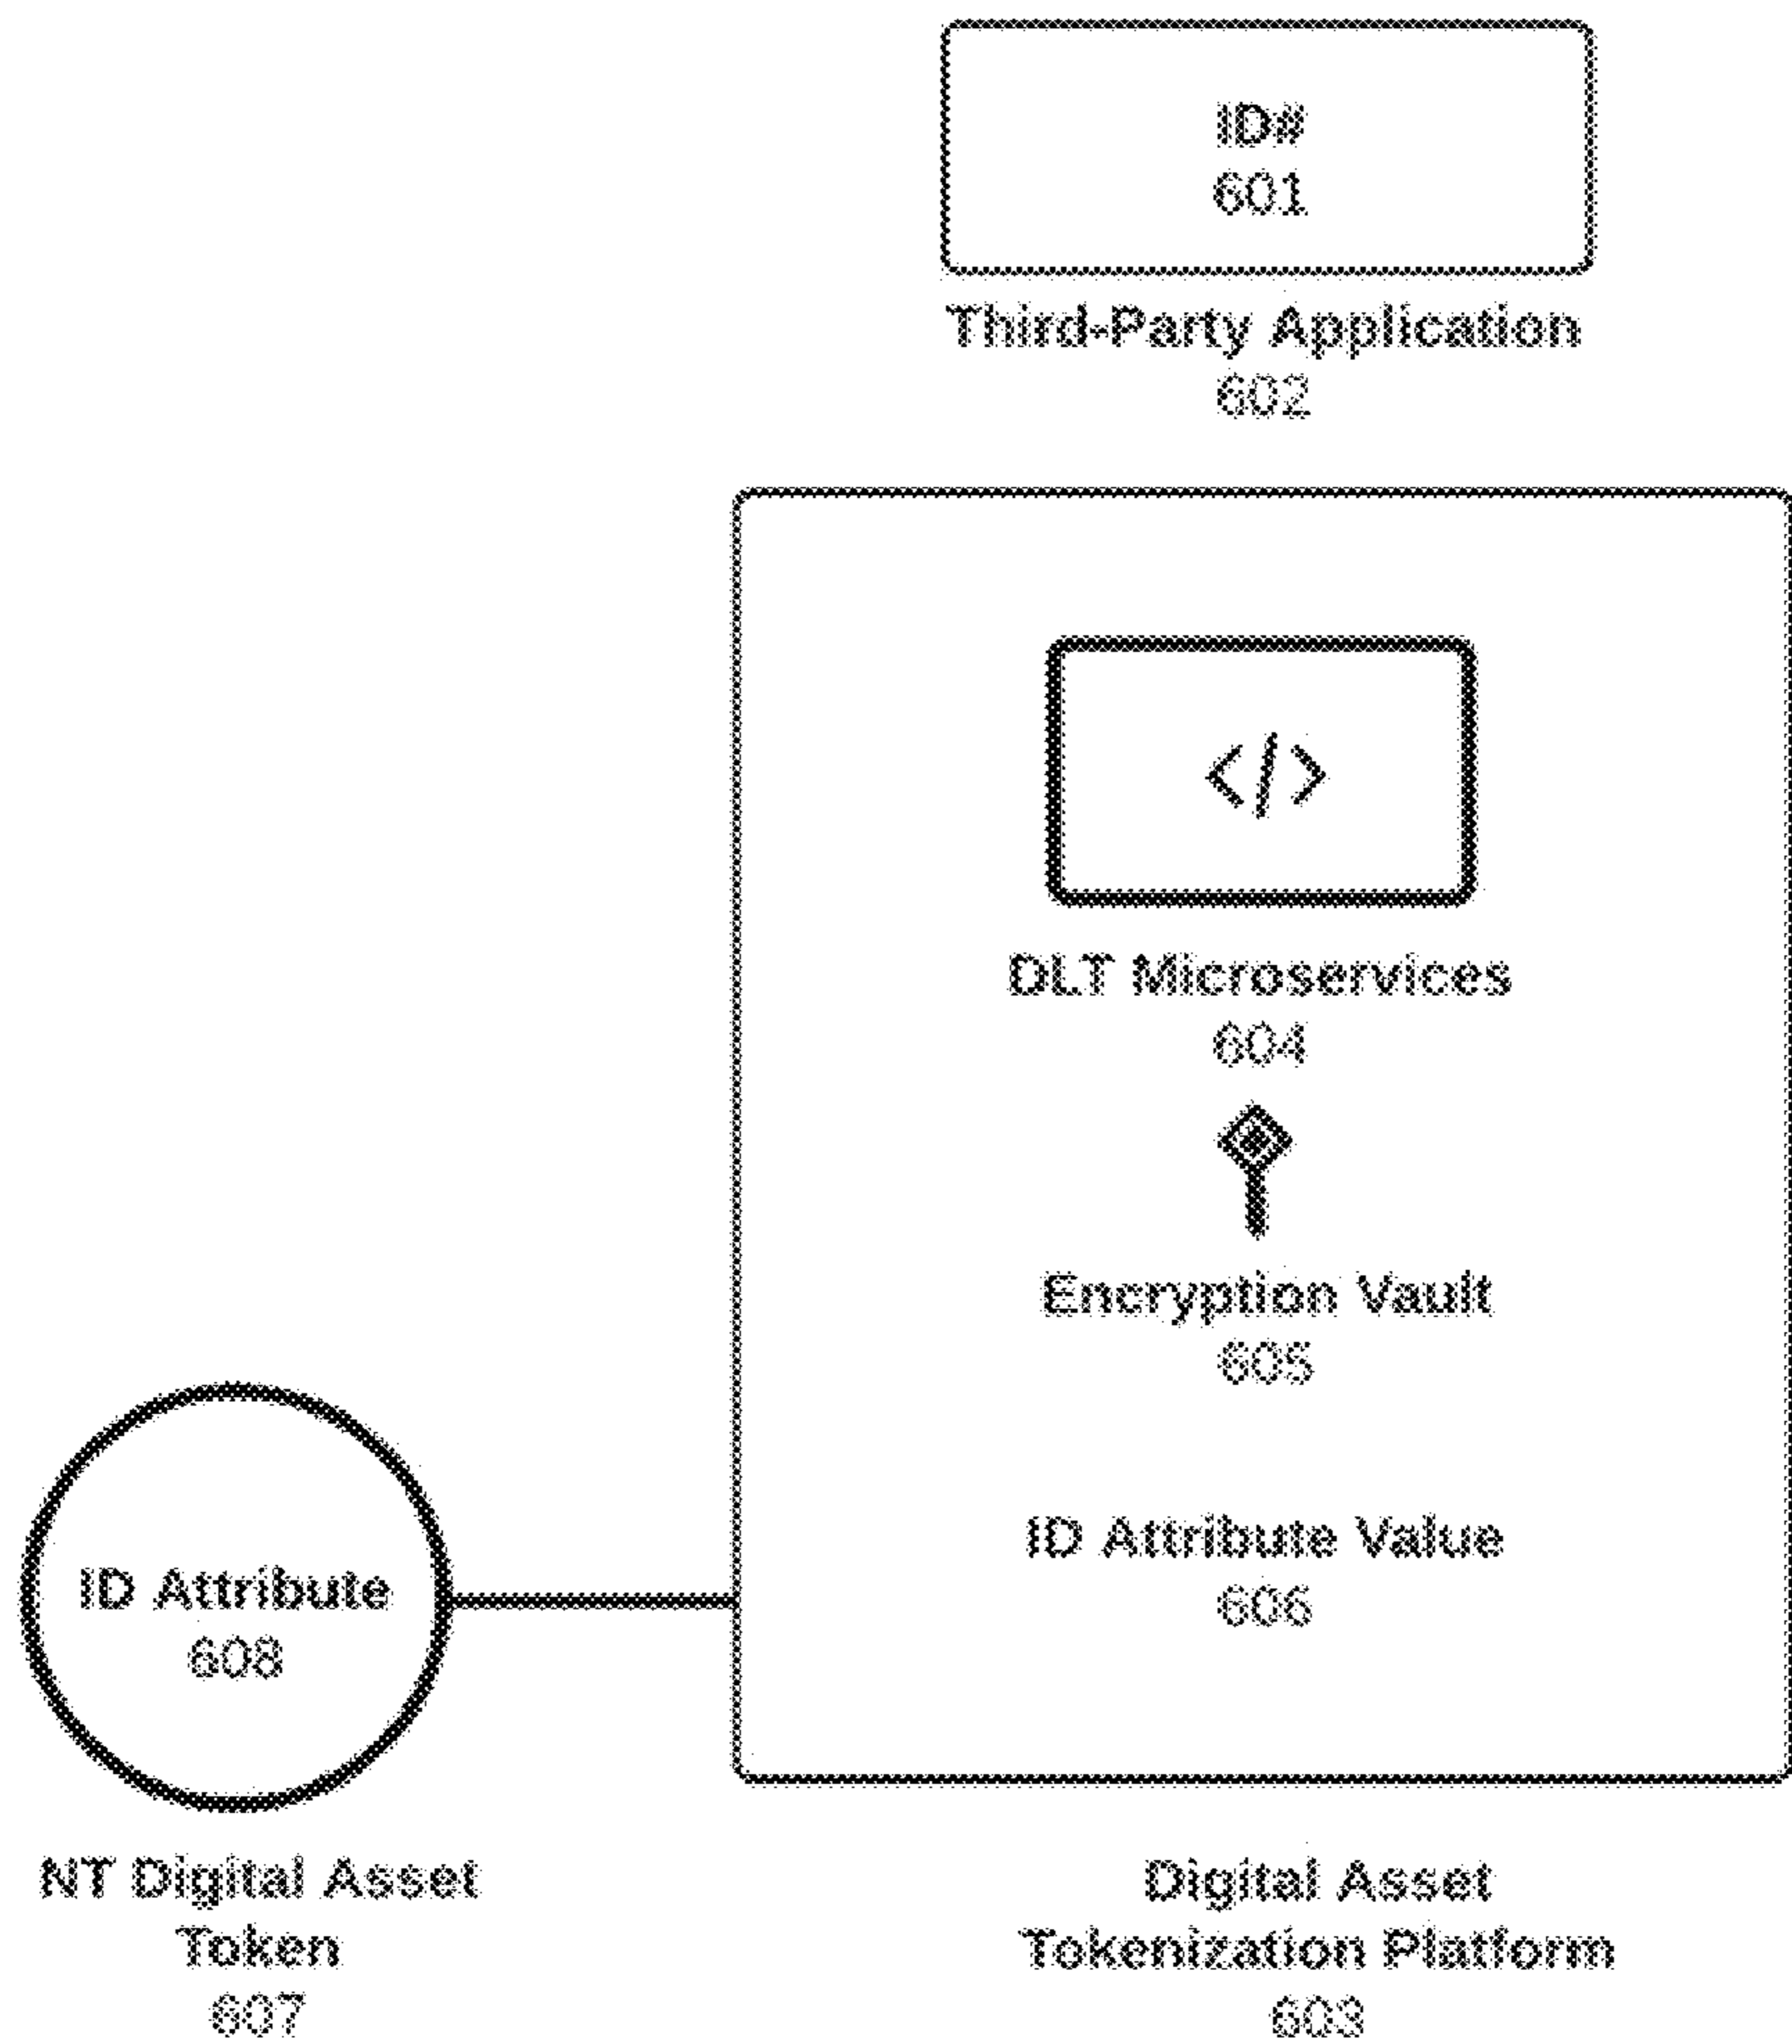 ID#
601
Third-Party Application
602
</>
DLT Microservices
604
Encryption Vault
605
ID Attribute Value
606
ID Attribute
608
NT Digital Asset
Token
607
Digital Asset
Tokenization Platform
603